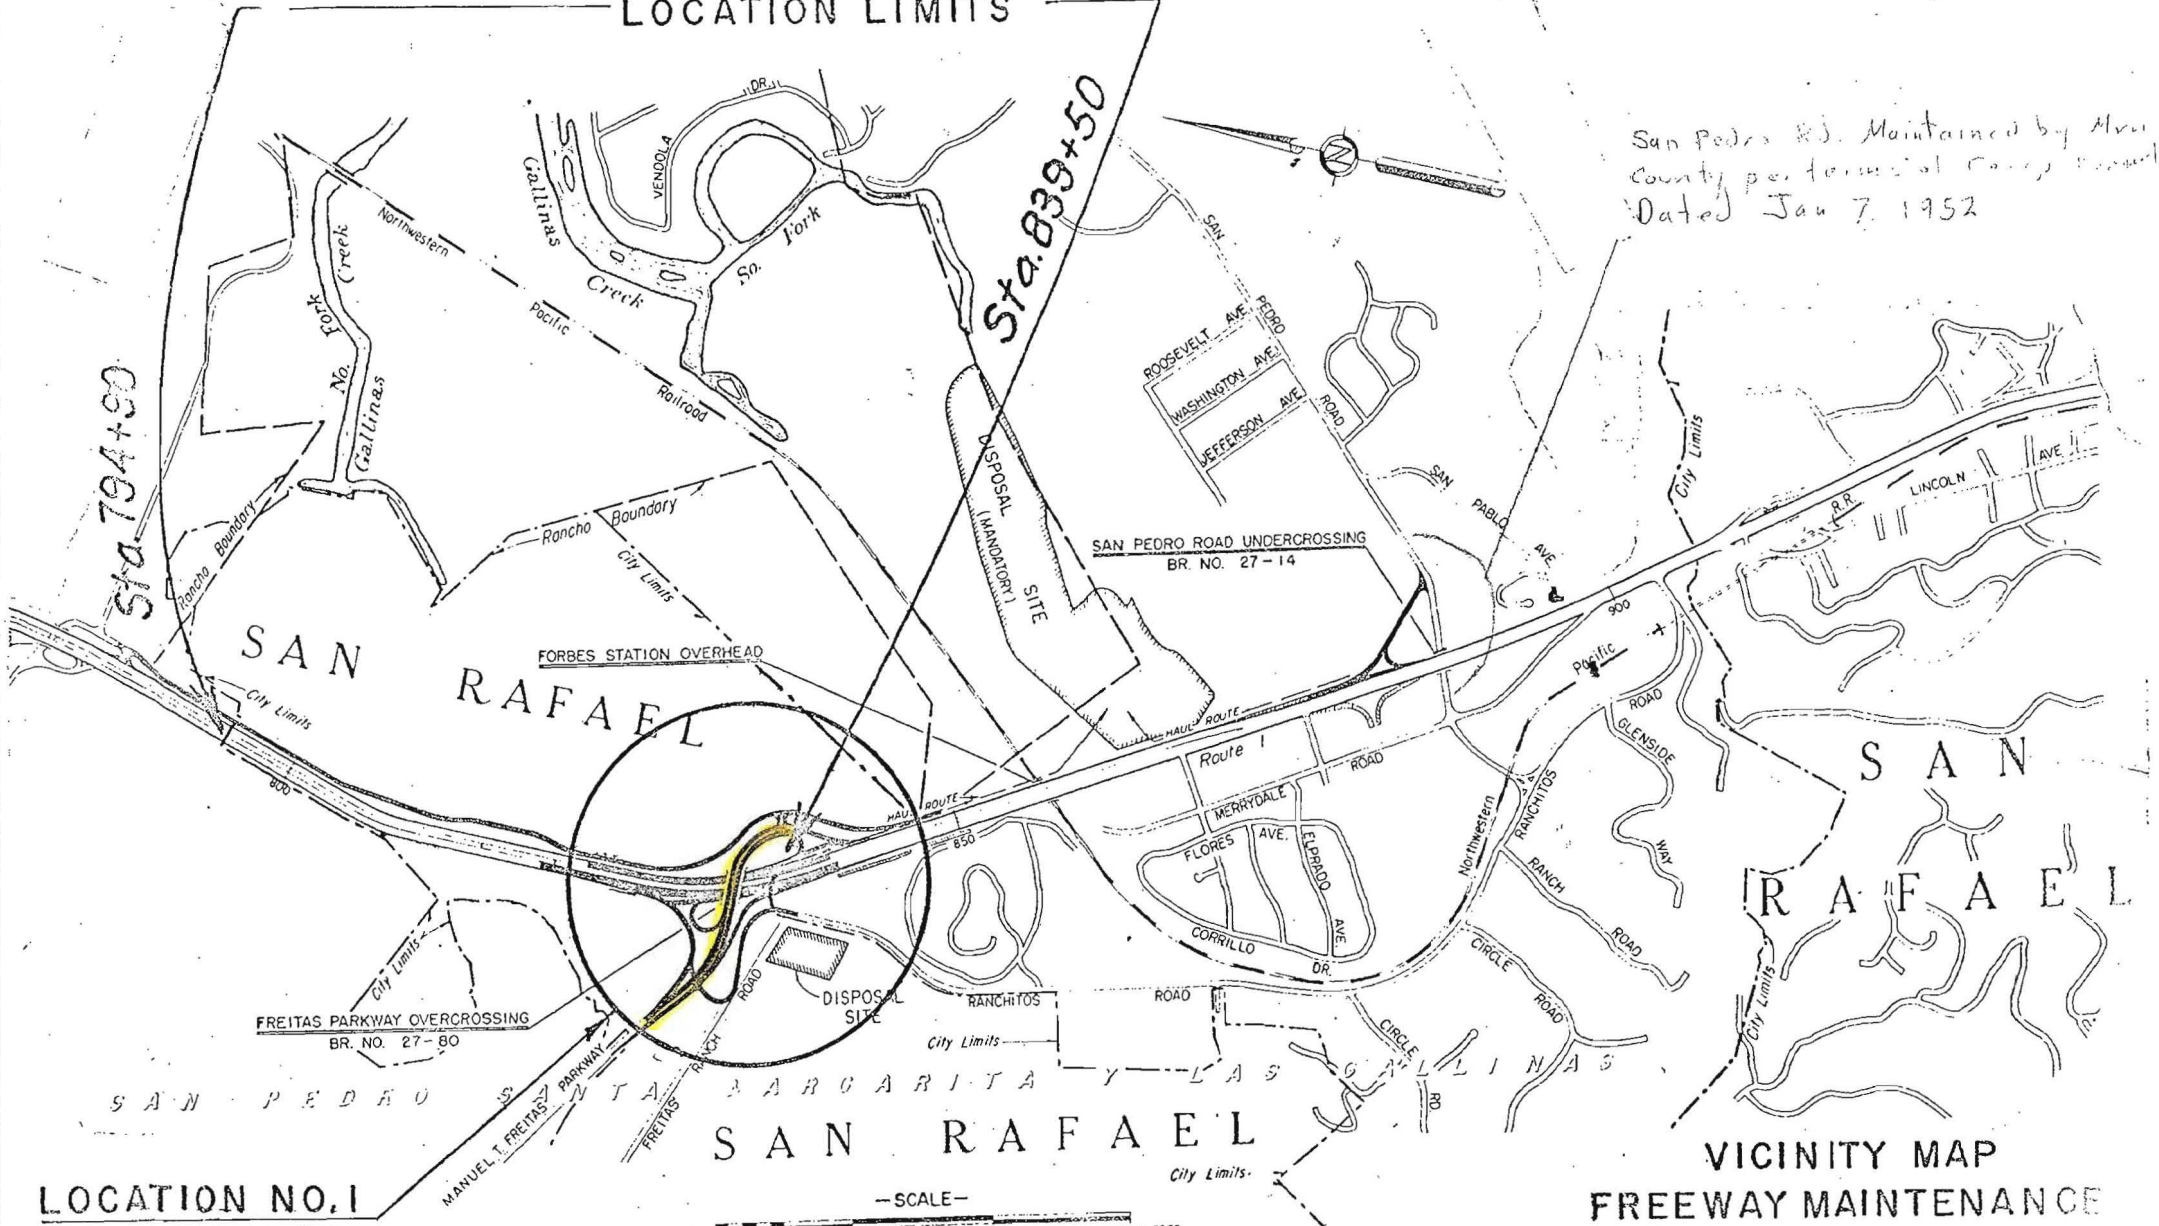 LOCATION LIMITS
Sta. 839+50
Sta 794+90
San Pedro Rd. Maintained by
County per terms of
Dated Jan 7, 1952
DR.
VENDOLA
Gallinas
Creek
So. Fork
No. Fork
Creek
Gallinas
Northwestern
Pacific
Railroad
N
SAN
PEDRO
ROAD
ROOSEVELT AVE.
WASHINGTON AVE.
JEFFERSON AVE.
SAN
PABLO
AVE.
DISPOSAL
SITE
(MANDATORY)
SAN PEDRO ROAD UNDERCROSSING
BR. NO. 27-14
City Limits
R.R.
LINCOLN
AVE.
Rancho Boundary
Rancho Boundary
City Limits
FORBES STATION OVERHEAD
SAN
RAFAEL
City Limits
800
HAUL ROUTE
850
HAUL ROUTE
Route 1
900
Pacific
ROAD
GLENSIDE
WAY
MERRYDALE
ROAD
FLORES
AVE.
ELPRADO
AVE.
CORRILLO
DR.
Northwestern
RANCHITOS
RANCH
ROAD
CIRCLE
ROAD
SAN
RAFAEL
City Limits
City Limits
FREITAS PARKWAY OVERCROSSING
BR. NO. 27-80
DISPOSAL
SITE
ROAD
RANCH
FREITAS
MANUEL T. FREITAS PARKWAY
RANCHITOS
ROAD
City Limits
CIRCLE
RD.
SAN PEDRO SANTA MARGARITA Y LAS GALLINAS
SAN RAFAEL
City Limits
LOCATION NO. 1
-SCALE-
VICINITY MAP
FREEWAY MAINTENANCE